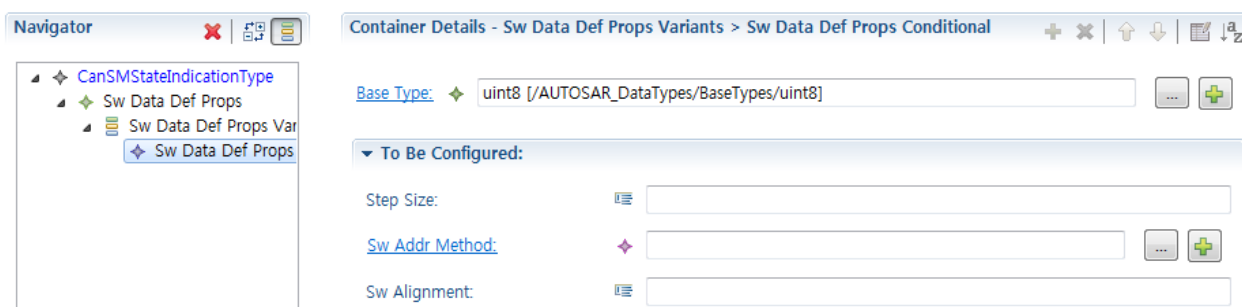 Navigator
CanSMStateIndicationType
Sw Data Def Props
Sw Data Def Props Var
Sw Data Def Props
Container Details - Sw Data Def Props Variants > Sw Data Def Props Conditional
Base Type: uint8 [/AUTOSAR_DataTypes/BaseTypes/uint8] ...
To Be Configured:
Step Size:
Sw Addr Method: ...
Sw Alignment: